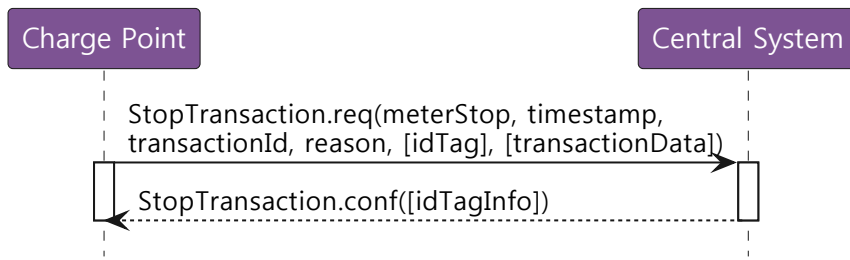 Charge Point
Central System
StopTransaction.req(meterStop, timestamp,
transactionId, reason, [idTag], [transactionData])
StopTransaction.conf([idTagInfo])